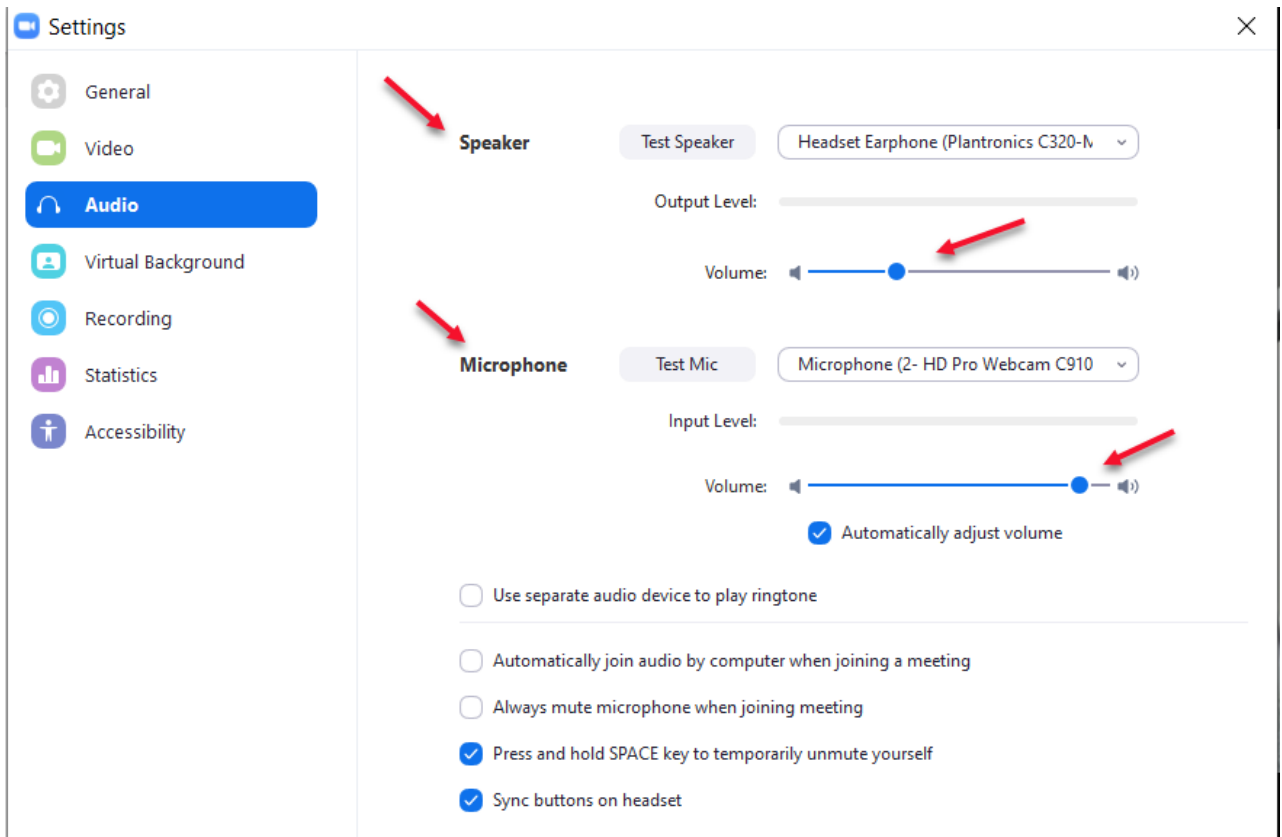 Settings
General
Video
Audio
Virtual Background
Recording
Statistics
Accessibility
Speaker
Test Speaker
Headset Earphone (Plantronics C320-M
Output Level:
Volume:
Microphone
Test Mic
Microphone (2- HD Pro Webcam C910
Input Level:
Volume:
Automatically adjust volume
Use separate audio device to play ringtone
Automatically join audio by computer when joining a meeting
Always mute microphone when joining meeting
Press and hold SPACE key to temporarily unmute yourself
Sync buttons on headset